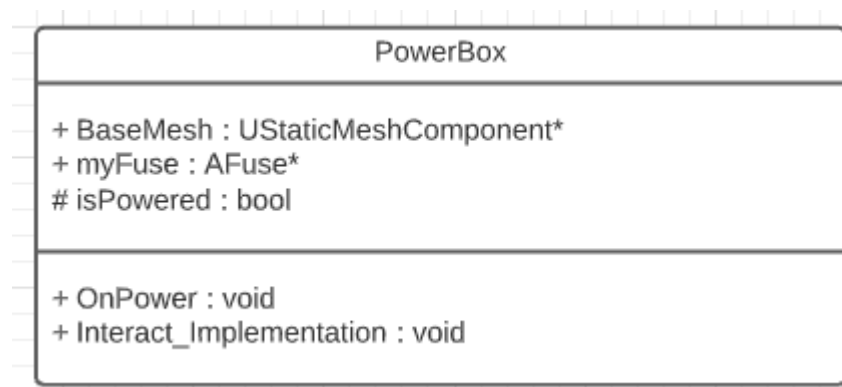 PowerBox
+ BaseMesh : UStaticMeshComponent*
+ myFuse : AFuse*
# isPowered : bool
+ OnPower : void
+ Interact_Implementation : void